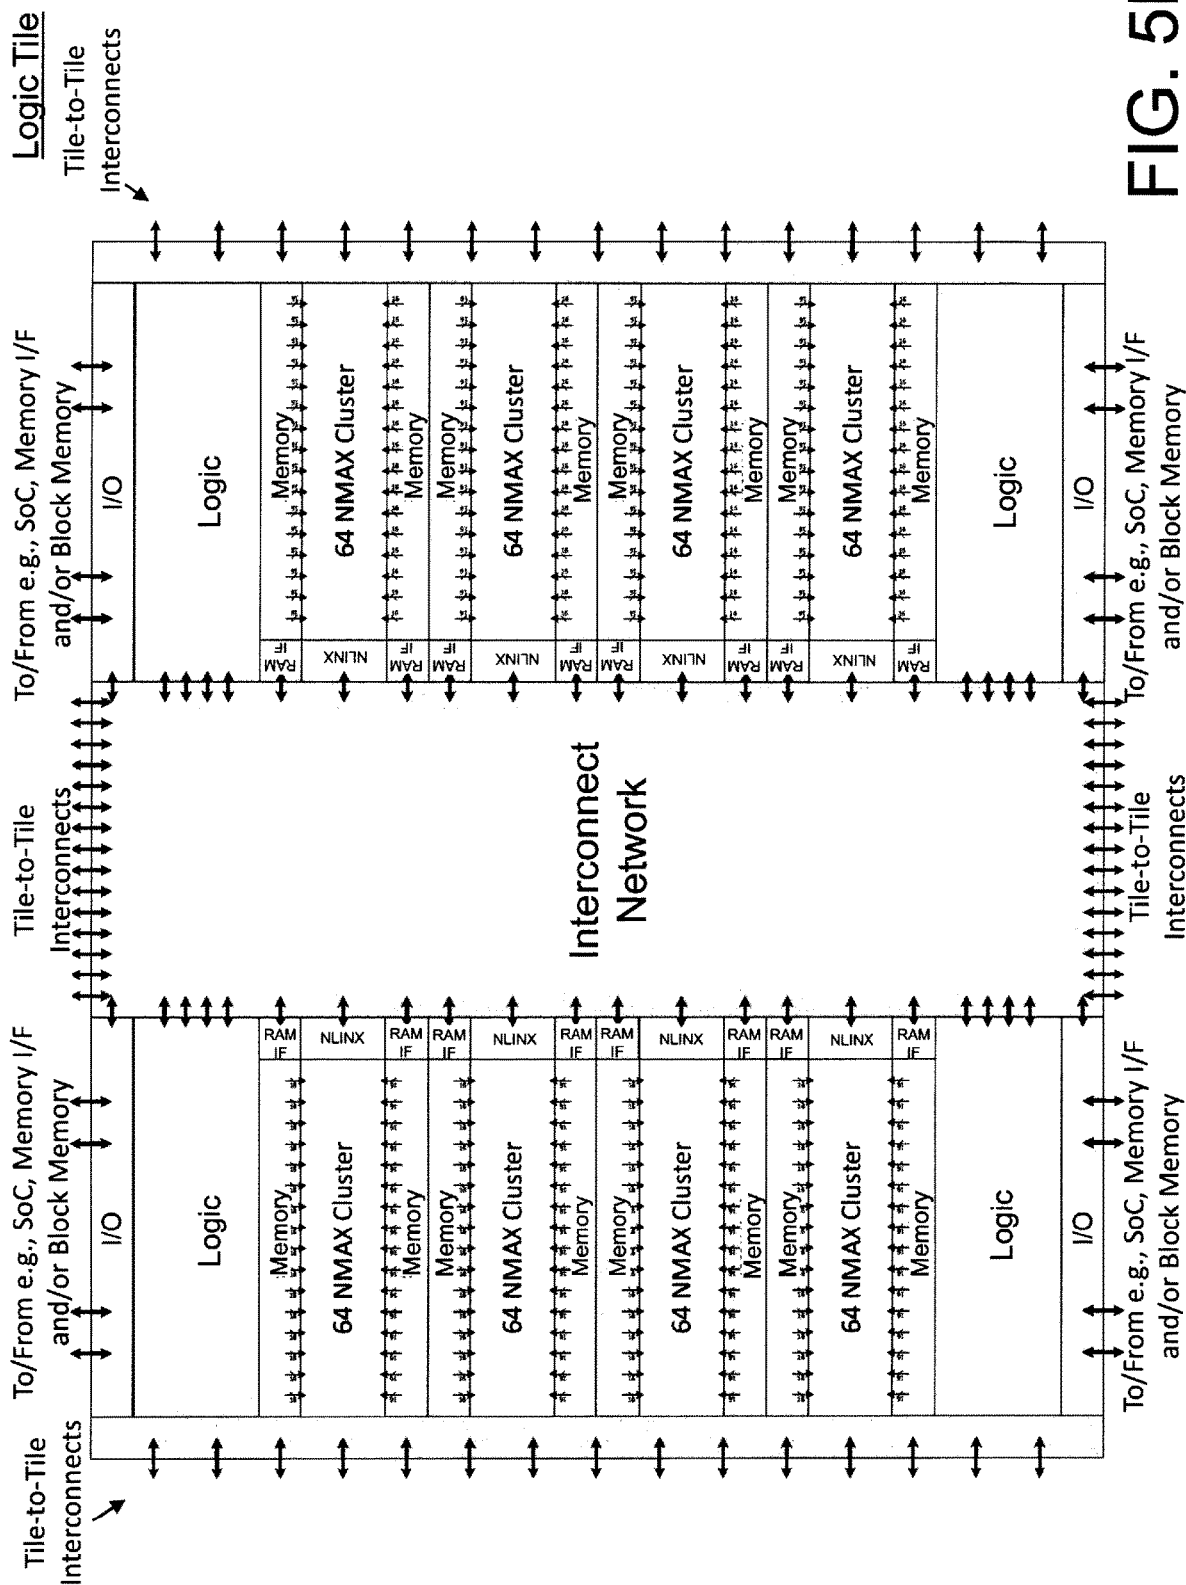 Logic Tile
Tile-to-Tile
Interconnects
To/From e.g., SoC, Memory I/F
and/or Block Memory
Tile-to-Tile
Interconnects
To/From e.g., SoC, Memory I/F
and/or Block Memory
Tile-to-Tile
Interconnects
I/O
I/O
Logic
Logic
Memory
RAM
IF
RAM
IF
Memory
64 NMAX Cluster
NLINX
NLINX
64 NMAX Cluster
Memory
RAM
IF
RAM
IF
Memory
Memory
RAM
IF
RAM
IF
Memory
64 NMAX Cluster
NLINX
NLINX
64 NMAX Cluster
Memory
RAM
IF
RAM
IF
Memory
Interconnect
Network
Memory
RAM
IF
RAM
IF
Memory
64 NMAX Cluster
NLINX
NLINX
64 NMAX Cluster
Memory
RAM
IF
RAM
IF
Memory
Memory
RAM
IF
RAM
IF
Memory
64 NMAX Cluster
NLINX
NLINX
64 NMAX Cluster
Memory
RAM
IF
RAM
IF
Memory
Logic
Logic
I/O
I/O
To/From e.g., SoC, Memory I/F
and/or Block Memory
Tile-to-Tile
Interconnects
To/From e.g., SoC, Memory I/F
and/or Block Memory
FIG.